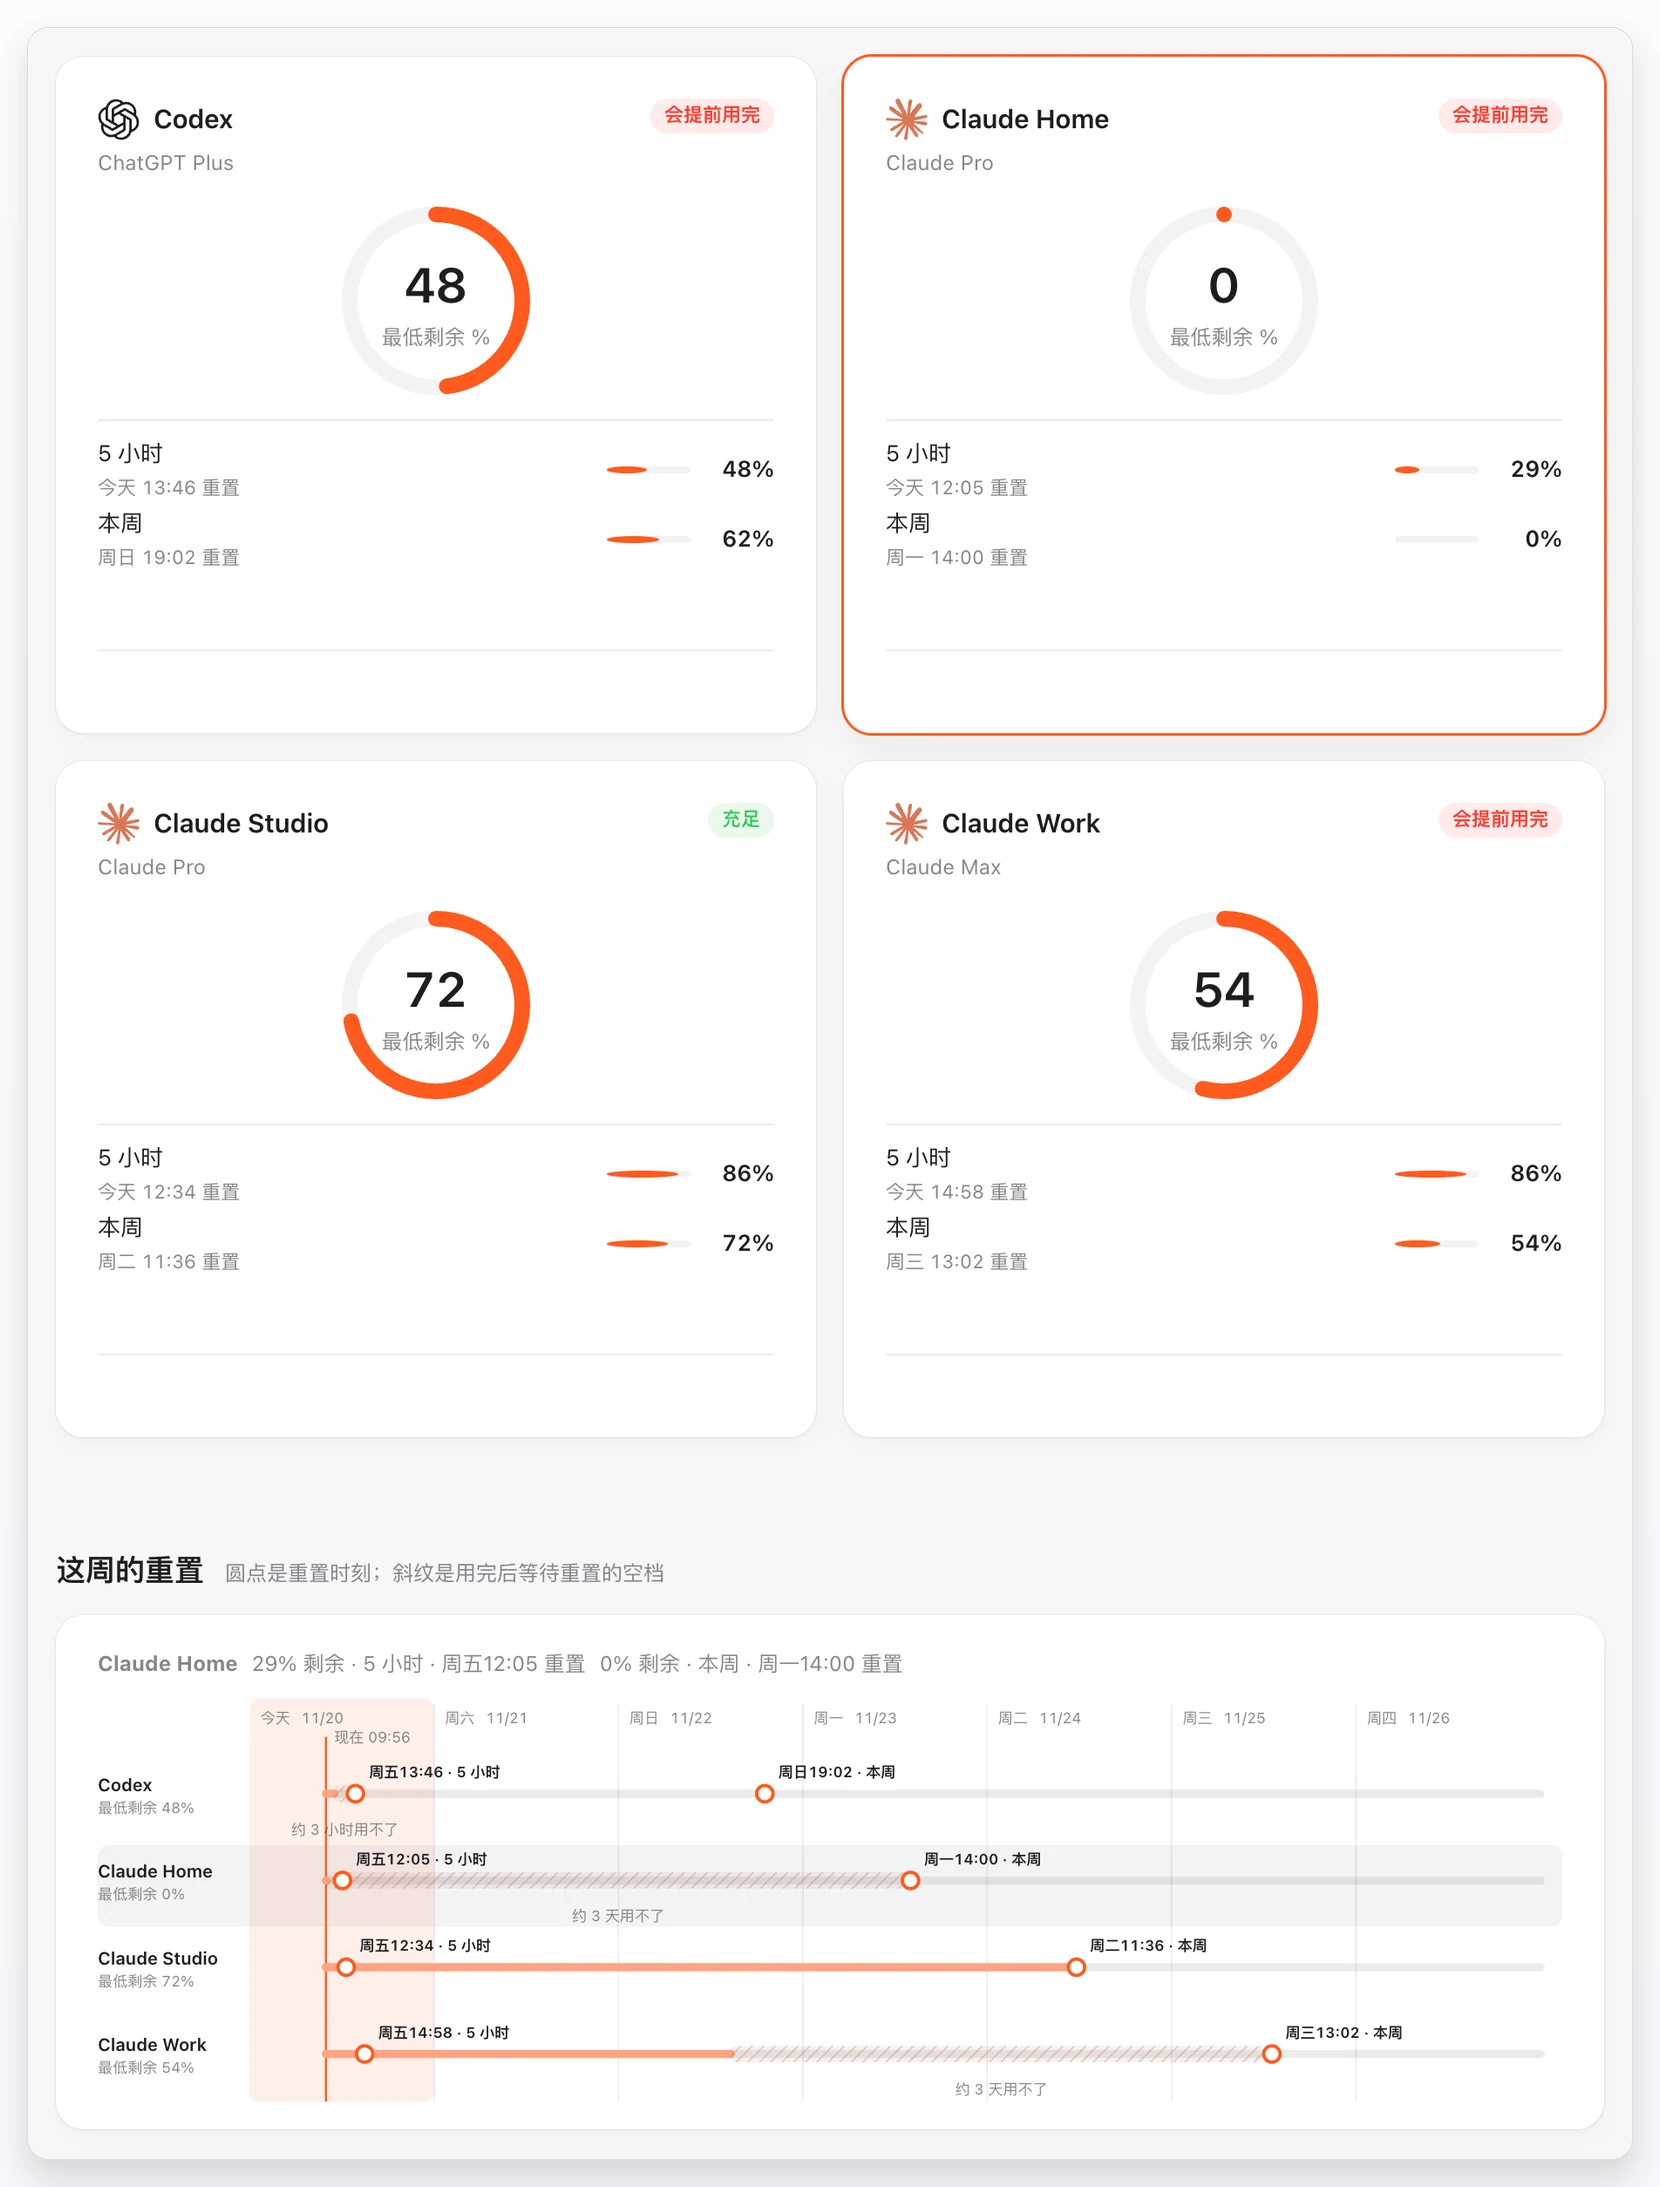 Codex
会提前用完
ChatGPT Plus
48
最低剩余 %
5 小时
48%
今天 13:46 重置
本周
62%
周日 19:02 重置
Claude Home
会提前用完
Claude Pro
0
最低剩余 %
5 小时
29%
今天 12:05 重置
本周
0%
周一 14:00 重置
Claude Studio
充足
Claude Pro
72
最低剩余 %
5 小时
86%
今天 12:34 重置
本周
72%
周二 11:36 重置
Claude Work
会提前用完
Claude Max
54
最低剩余 %
5 小时
86%
今天 14:58 重置
本周
54%
周三 13:02 重置
这周的重置 圆点是重置时刻；斜纹是用完后等待重置的空档
Claude Home 29% 剩余 · 5 小时 · 周五12:05 重置 0% 剩余 · 本周 · 周一14:00 重置
今天 11/20 周六 11/21 周日 11/22 周一 11/23 周二 11/24 周三 11/25 周四 11/26
现在 09:56
周五13:46 · 5 小时 周日19:02 · 本周
Codex
最低剩余 48%
约 3 小时用不了
周五12:05 · 5 小时 周一14:00 · 本周
Claude Home
最低剩余 0%
约 3 天用不了
周五12:34 · 5 小时 周二11:36 · 本周
Claude Studio
最低剩余 72%
周五14:58 · 5 小时 周三13:02 · 本周
Claude Work
最低剩余 54%
约 3 天用不了